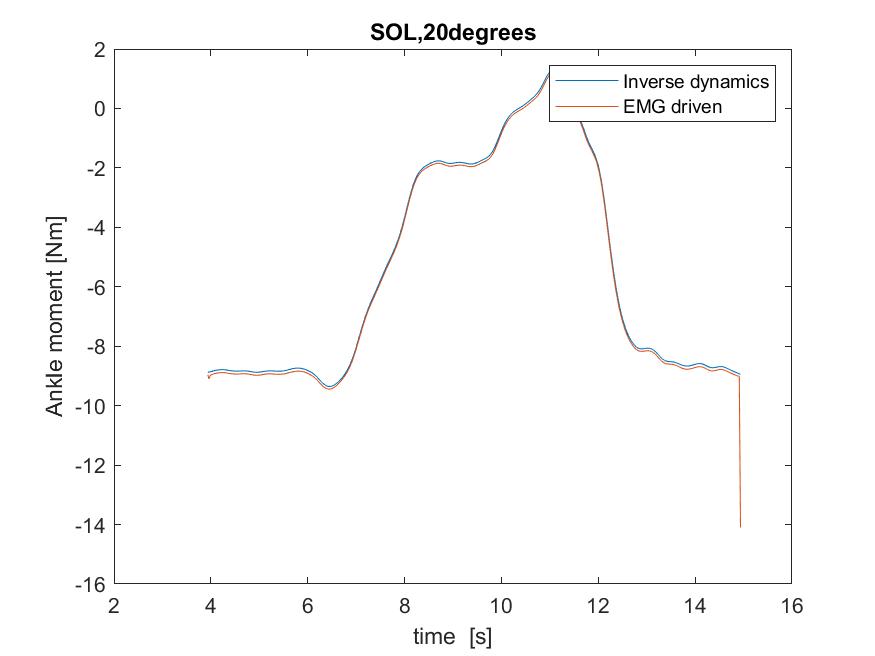 SOL,20degrees
Inverse dynamics
EMG driven
Ankle moment [Nm]
2
0
-2
-4
-6
-8
-10
-12
-14
-16
2 4 6 8 10 12 14 16
time [s]